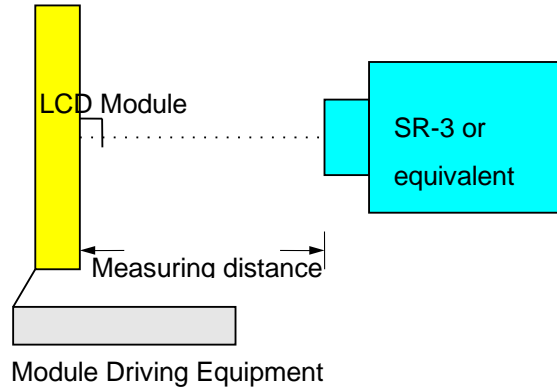 LCD Module
SR-3 or
equivalent
Measuring distance
Module Driving Equipment